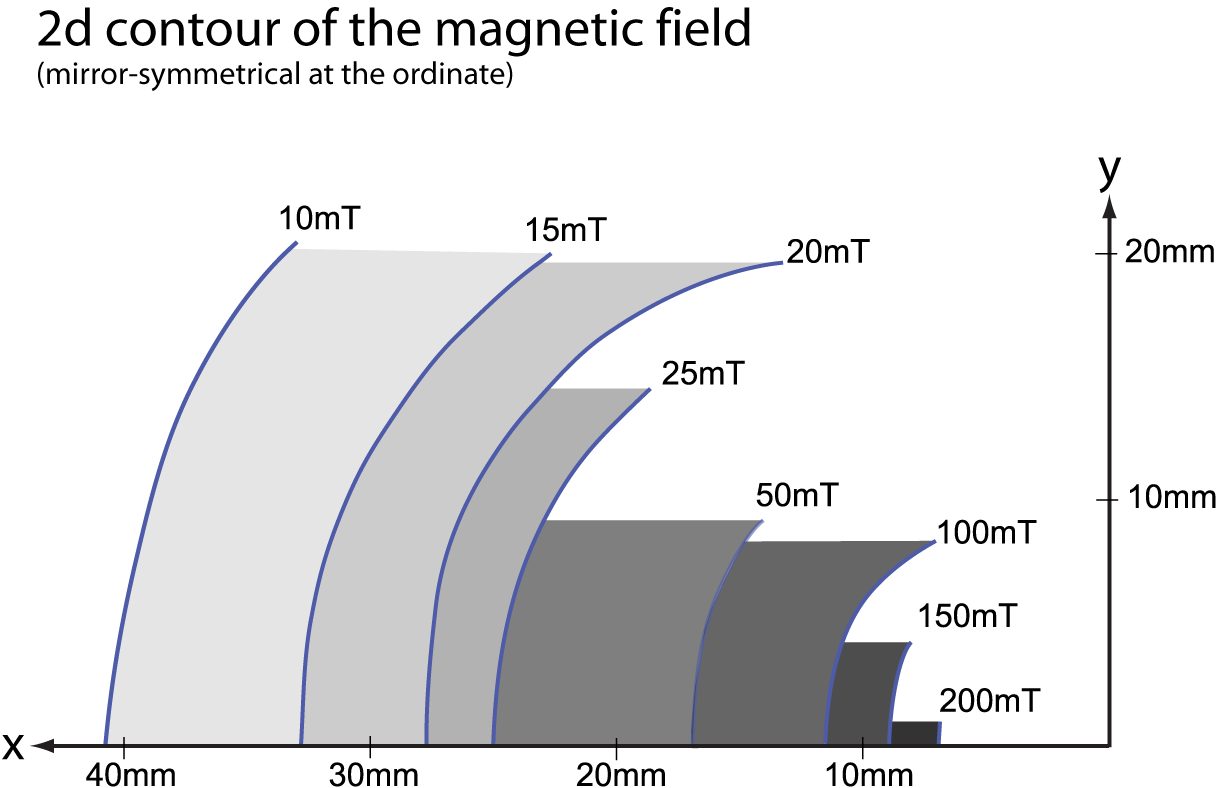 2d contour of the magnetic field
(mirror-symmetrical at the ordinate)
y
10mT
15mT
20mT
20mm
25mT
50mT
10mm
100mT
150mT
200mT
x
40mm
30mm
20mm
10mm